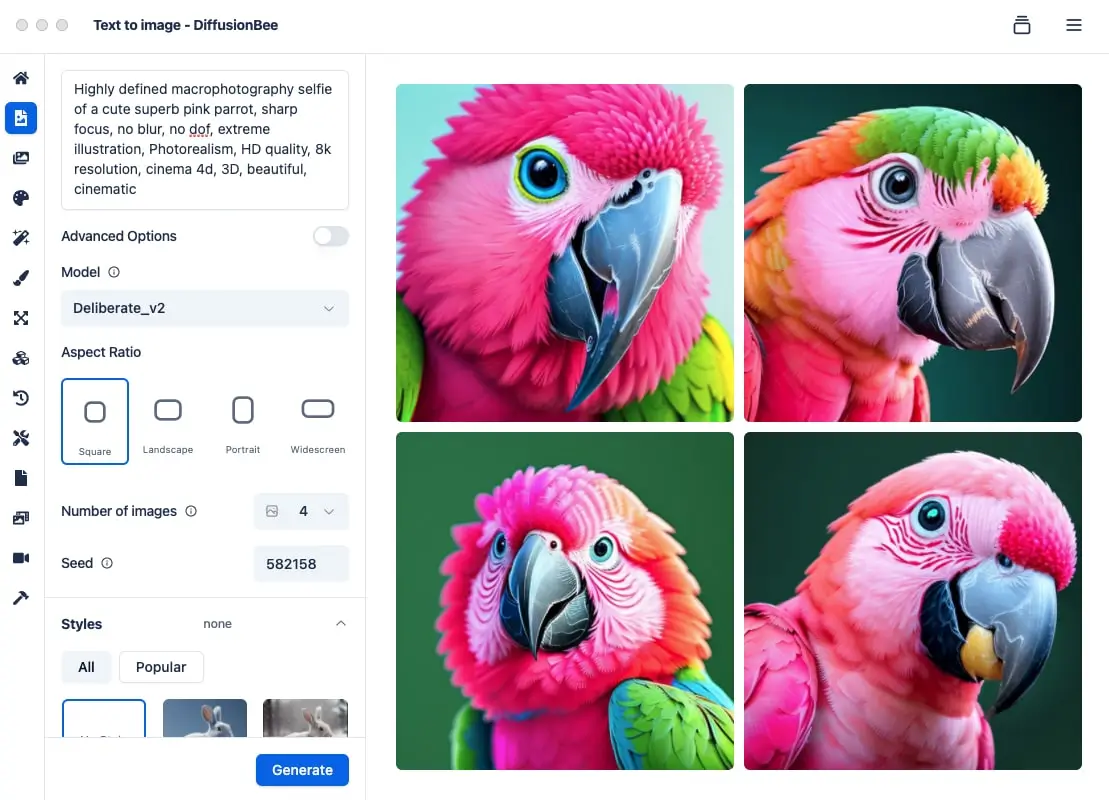 Text to image - DiffusionBee
Highly defined macrophotography selfie
of a cute superb pink parrot, sharp
focus, no blur, no dof, extreme
illustration, Photorealism, HD quality, 8k
resolution, cinema 4d, 3D, beautiful,
cinematic
Advanced Options
Model
Deliberate_v2
Aspect Ratio
Square Landscape Portrait Widescreen
Number of images 4
Seed 582158
Styles none
All Popular
Generate